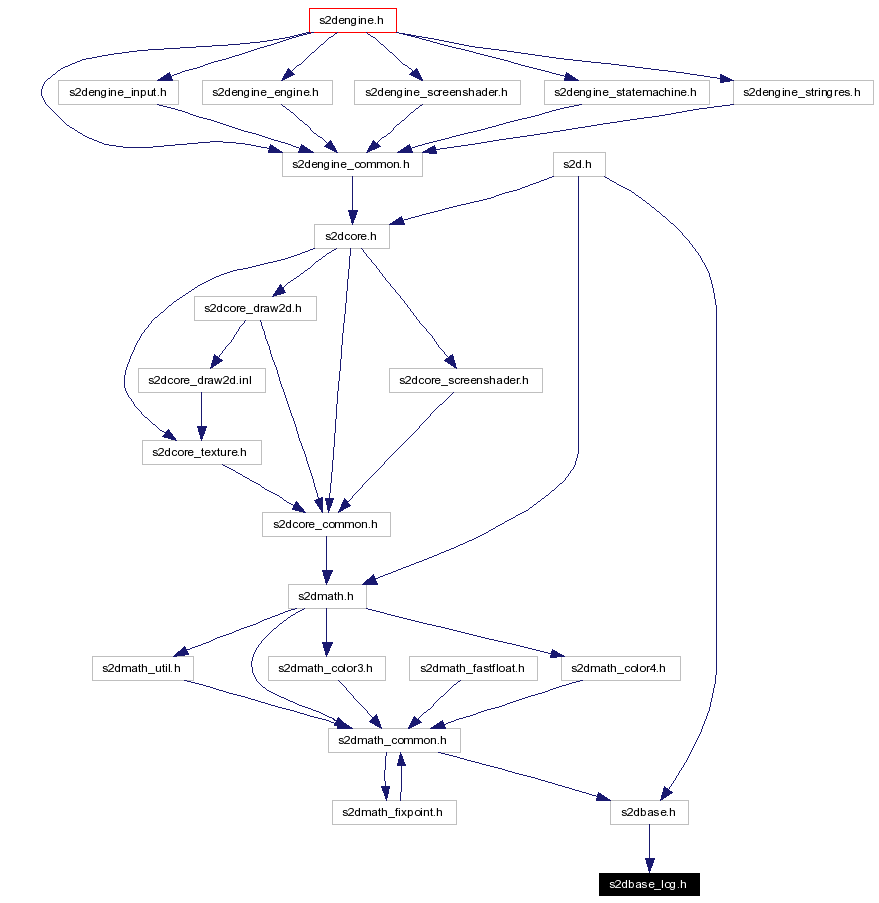 s2dengine.h
s2dengine_input.h
s2dengine_engine.h
s2dengine_screenshader.h
s2dengine_statemachine.h
s2dengine_stringres.h
s2dengine_common.h
s2d.h
s2dcore.h
s2dcore_draw2d.h
s2dcore_draw2d.inl
s2dcore_screenshader.h
s2dcore_texture.h
s2dcore_common.h
s2dmath.h
s2dmath_util.h
s2dmath_color3.h
s2dmath_fastfloat.h
s2dmath_color4.h
s2dmath_common.h
s2dmath_fixpoint.h
s2dbase.h
s2dbase_log.h